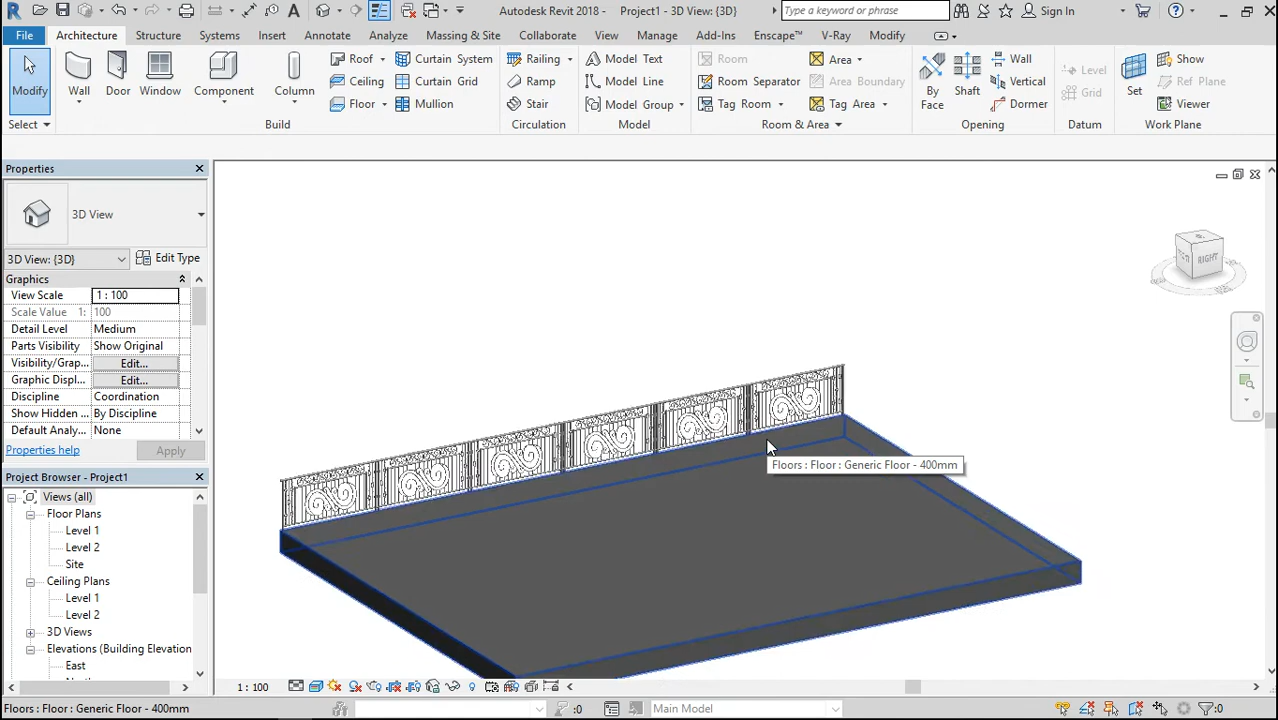 Autodesk Revit 2018 - Project1 - 3D View: {3D}
Type a keyword or phrase
Sign In
File Architecture Structure Systems Insert Annotate Analyze Massing & Site Collaborate View Manage Add-Ins Enscape™ V-Ray Modify
Modify
Wall
Door
Window
Component
Column
Roof
Ceiling
Floor
Curtain System
Curtain Grid
Mullion
Railing
Ramp
Stair
Model Text
Model Line
Model Group
Room
Room Separator
Tag Room
Area
Area Boundary
Tag Area
By
Face
Shaft
Wall
Vertical
Dormer
Level
Grid
Set
Show
Ref Plane
Viewer
Select
Build
Circulation
Model
Room & Area
Opening
Datum
Work Plane
Properties
3D View
3D View: {3D}
Edit Type
Graphics
View Scale 1 : 100
Scale Value 1: 100
Detail Level Medium
Parts Visibility Show Original
Visibility/Grap... Edit...
Graphic Displ... Edit...
Discipline Coordination
Show Hidden ... By Discipline
Default Analy... None
Properties help
Apply
Project Browser - Project1
Views (all)
Floor Plans
Level 1
Level 2
Site
Ceiling Plans
Level 1
Level 2
3D Views
Elevations (Building Elevation
East
RIGHT
Floors : Floor : Generic Floor - 400mm
1 : 100
Floors : Floor : Generic Floor - 400mm
:0
Main Model
:0